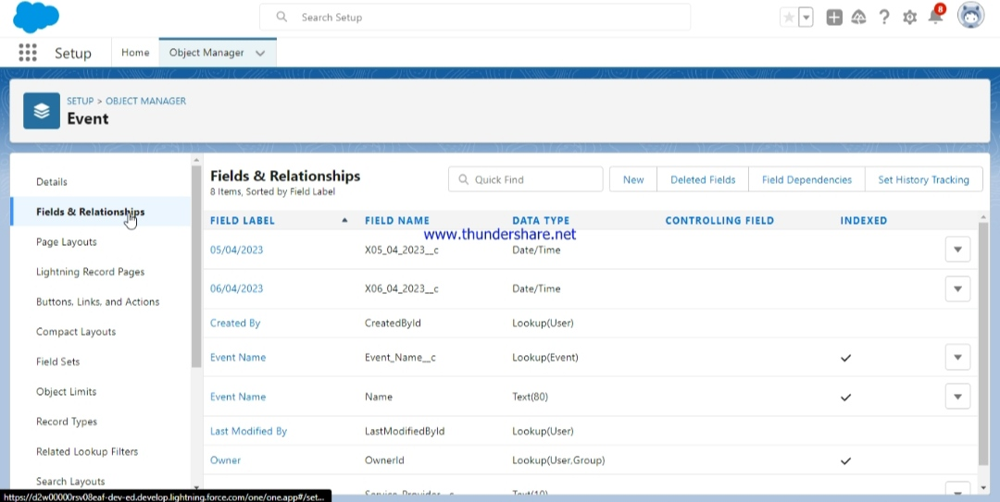 Search Setup
8
Setup
Home
Object Manager
SETUP > OBJECT MANAGER
Event
Details
Fields & Relationships
Page Layouts
Lightning Record Pages
Buttons, Links, and Actions
Compact Layouts
Field Sets
Object Limits
Record Types
Related Lookup Filters
Search Layouts
Fields & Relationships
8 Items, Sorted by Field Label
Quick Find
New
Deleted Fields
Field Dependencies
Set History Tracking
FIELD LABEL FIELD NAME DATA TYPE CONTROLLING FIELD INDEXED
www.thundershare.net
05/04/2023 X05_04_2023__c Date/Time
06/04/2023 X06_04_2023__c Date/Time
Created By CreatedById Lookup(User)
Event Name Event_Name__c Lookup(Event)
Event Name Name Text(80)
Last Modified By LastModifiedById Lookup(User)
Owner OwnerId Lookup(User,Group)
Service_Provider__c Text(10)
https://d2w00000rsv08eaf-dev-ed.develop.lightning.force.com/one/one.app#/set...